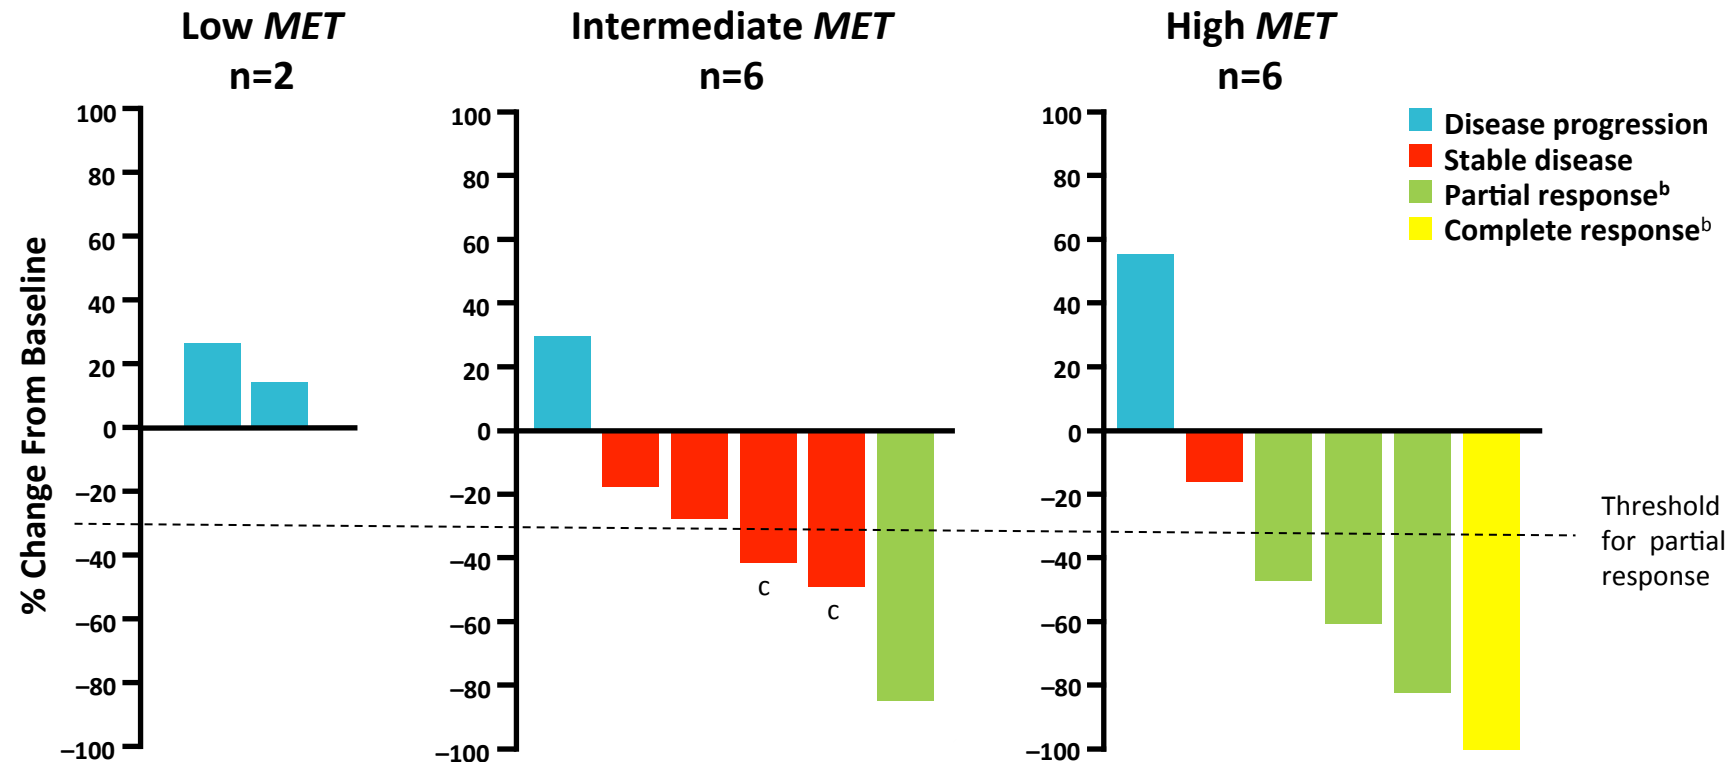 Low MET
n=2
Intermediate MET
n=6
High MET
n=6
% Change From Baseline
100
80
60
40
20
0
–20
–40
–60
–80
–100
100
80
60
40
20
0
–20
–40
–60
–80
–100
c
c
100
80
60
40
20
0
–20
–40
–60
–80
–100
Disease progression
Stable disease
Partial responseᵇ
Complete responseᵇ
Threshold
for partial
response